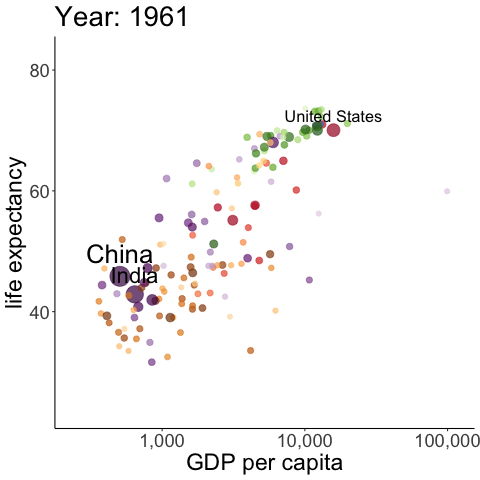 Year: 1961
80
60
40
life expectancy
United States
China
India
1,000
10,000
100,000
GDP per capita